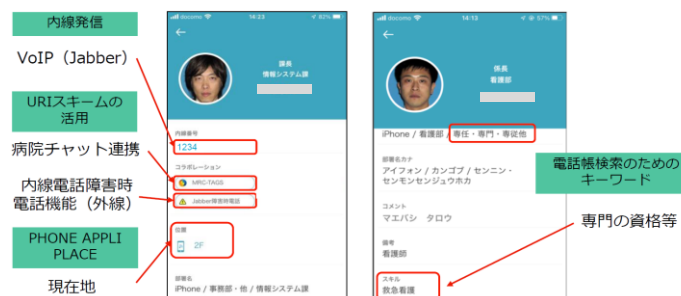 内線発信
VoIP（Jabber）
URIスキームの
活用
病院チャット連携
内線電話障害時
電話機能（外線）
PHONE APPLI
PLACE
現在地
docomo 14:23 82%
課長
情報システム課
内線番号
1234
コラボレーション
MRC-TAGS
Jabber障害時電話
位置
2F
部署名
iPhone / 事務部・他 / 情報システム課
docomo 14:13 57%
係長
看護部
iPhone / 看護部 / 専任・専門・専従他
部署名カナ
アイフォン / カンゴブ / センニン・
センモンセンジュウホカ
コメント
マエバシ タロウ
備考
看護師
スキル
救急看護
電話帳検索のための
キーワード
専門の資格等